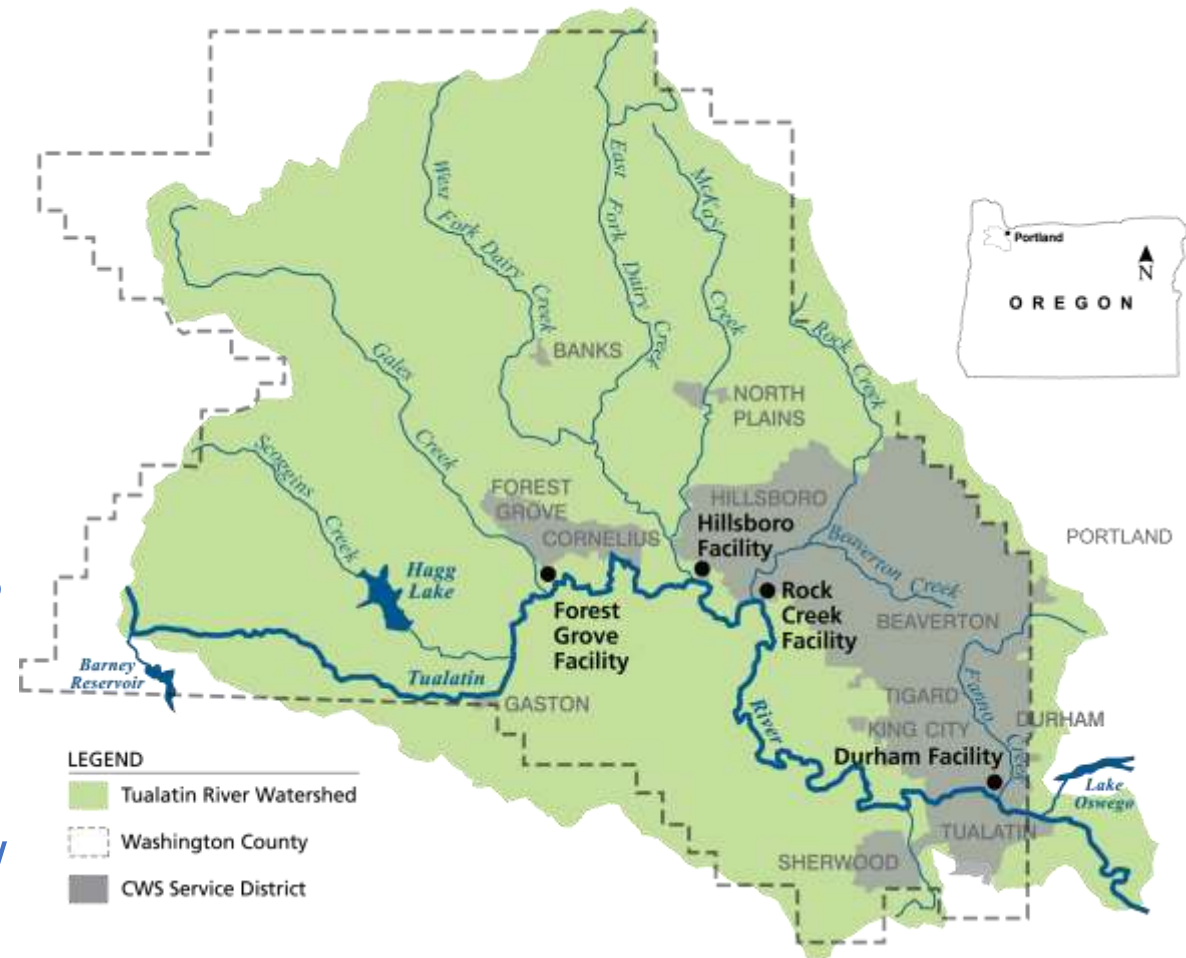 West Fork Dairy Creek
East Fork Dairy Creek
McKay Creek
Rock Creek
Portland
N
OREGON
Gales Creek
BANKS
NORTH
PLAINS
Scoggins Creek
FOREST
GROVE
CORNELIUS
HILLSBORO
Hillsboro
Facility
Beaverton Creek
PORTLAND
Hagg
Lake
Forest
Grove
Facility
Rock
Creek
Facility
BEAVERTON
Barney
Reservoir
Tualatin River
GASTON
TIGARD
KING CITY
Fanno Creek
DURHAM
Durham Facility
Lake
Oswego
TUALATIN
SHERWOOD
LEGEND
Tualatin River Watershed
Washington County
CWS Service District